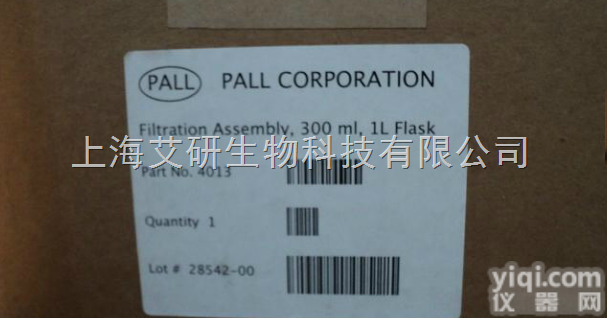 PALL PALL CORPORATION
Filtration Assembly, 300 ml, 1L Flask
上海艾研生物科技有限公司
Part No. 4013
Quantity 1
Lot # 28542-00
yiqi.com
仪器网